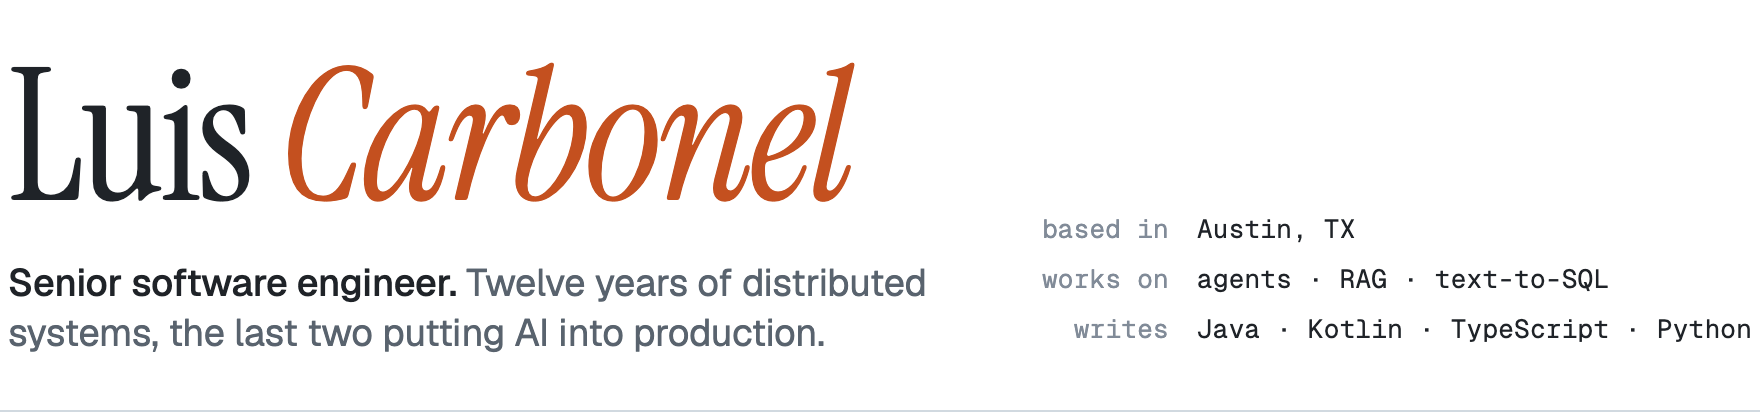 Luis Carbonel
Senior software engineer. Twelve years of distributed
systems, the last two putting AI into production.
based in Austin, TX
works on agents · RAG · text-to-SQL
writes Java · Kotlin · TypeScript · Python